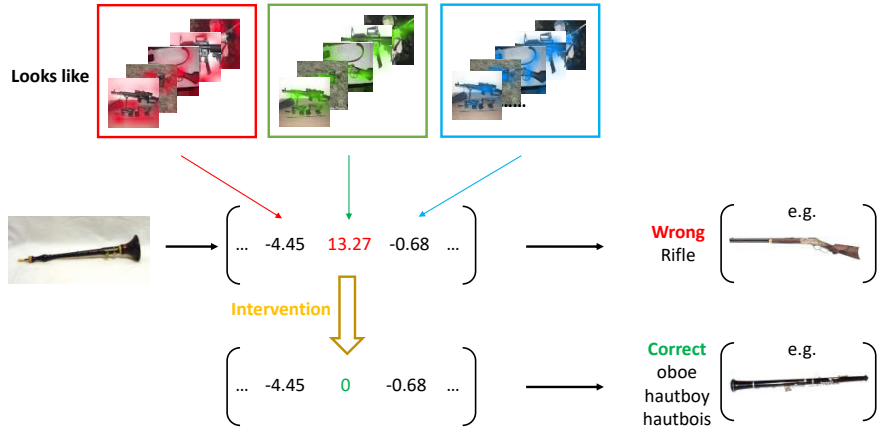 Looks like
......
... -4.45 13.27 -0.68 ...
Wrong
Rifle
e.g.
Intervention
... -4.45 0 -0.68 ...
Correct
oboe
hautboy
hautbois
e.g.